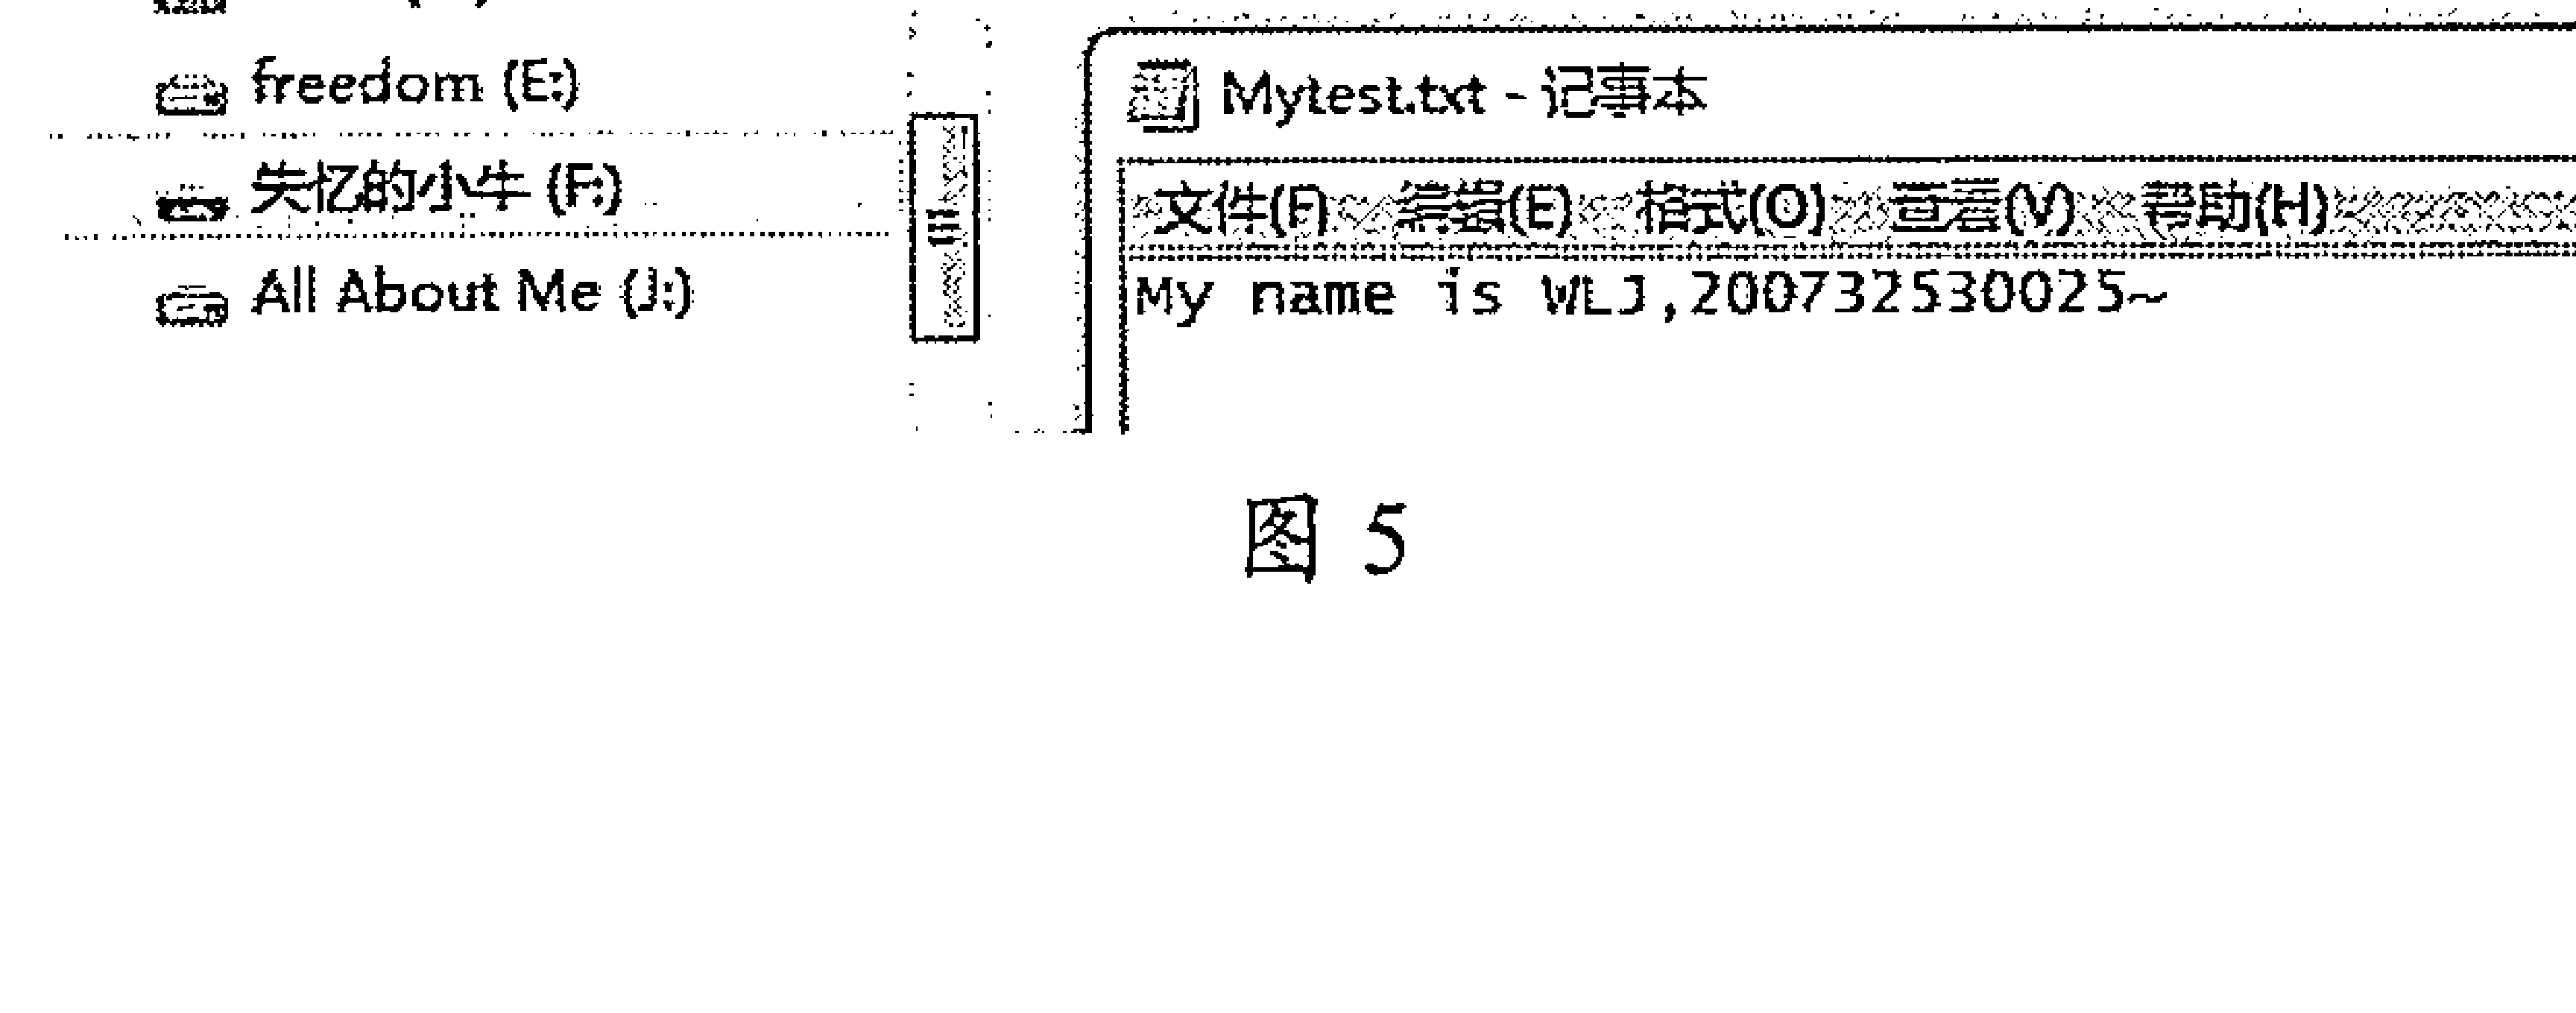 freedom (E:)
失忆的小牛 (F:)
All About Me (J:)
Mytest.txt - 记事本
文件(F) 编辑(E) 格式(O) 查看(V) 帮助(H)
My name is WLJ,200732530025~
图 5